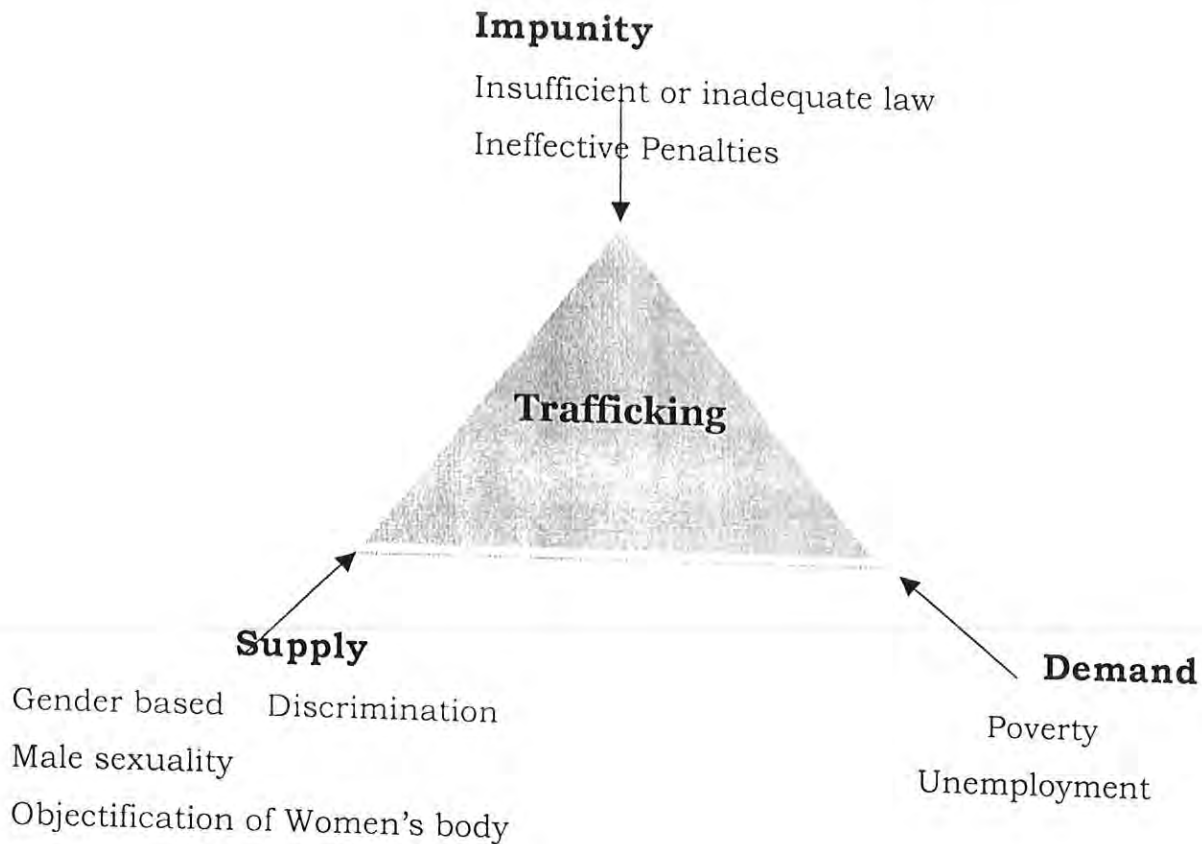 Impunity
Insufficient or inadequate law
Ineffective Penalties
Trafficking
Supply
Gender based Discrimination
Male sexuality
Objectification of Women's body
Demand
Poverty
Unemployment